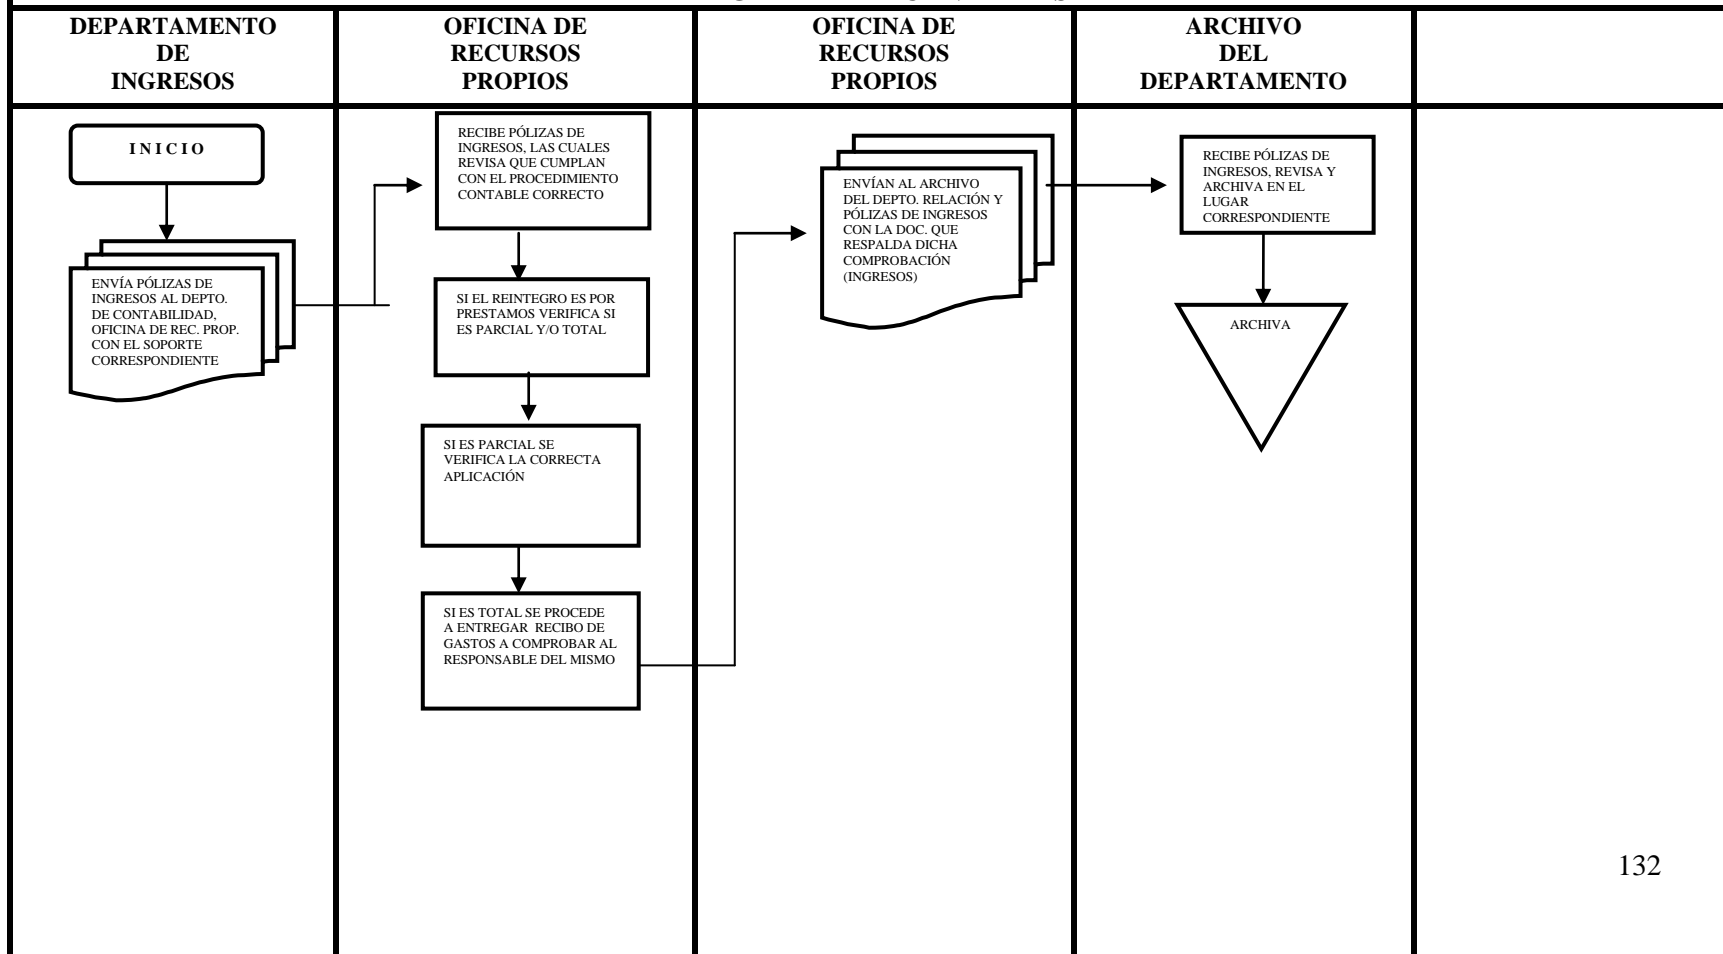 DEPARTAMENTO
DE
INGRESOS
OFICINA DE
RECURSOS
PROPIOS
OFICINA DE
RECURSOS
PROPIOS
ARCHIVO
DEL
DEPARTAMENTO
INICIO
ENVÍA PÓLIZAS DE
INGRESOS AL DEPTO.
DE CONTABILIDAD,
OFICINA DE REC. PROP.
CON EL SOPORTE
CORRESPONDIENTE
RECIBE PÓLIZAS DE
INGRESOS, LAS CUALES
REVISA QUE CUMPLAN
CON EL PROCEDIMIENTO
CONTABLE CORRECTO
SI EL REINTEGRO ES POR
PRESTAMOS VERIFICA SI
ES PARCIAL Y/O TOTAL
SI ES PARCIAL SE
VERIFICA LA CORRECTA
APLICACIÓN
SI ES TOTAL SE PROCEDE
A ENTREGAR RECIBO DE
GASTOS A COMPROBAR AL
RESPONSABLE DEL MISMO
ENVÍAN AL ARCHIVO
DEL DEPTO. RELACIÓN Y
PÓLIZAS DE INGRESOS
CON LA DOC. QUE
RESPALDA DICHA
COMPROBACIÓN
(INGRESOS)
RECIBE PÓLIZAS DE
INGRESOS, REVISA Y
ARCHIVA EN EL
LUGAR
CORRESPONDIENTE
ARCHIVA
132